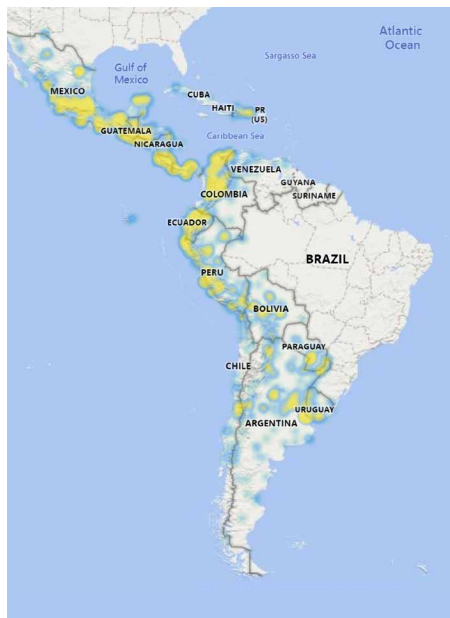 Atlantic
Ocean
Sargasso Sea
Gulf of
Mexico
MEXICO
CUBA
HAITI
PR
(US)
GUATEMALA
Caribbean Sea
NICARAGUA
VENEZUELA
GUYANA
SURINAME
COLOMBIA
ECUADOR
BRAZIL
PERU
BOLIVIA
PARAGUAY
CHILE
URUGUAY
ARGENTINA